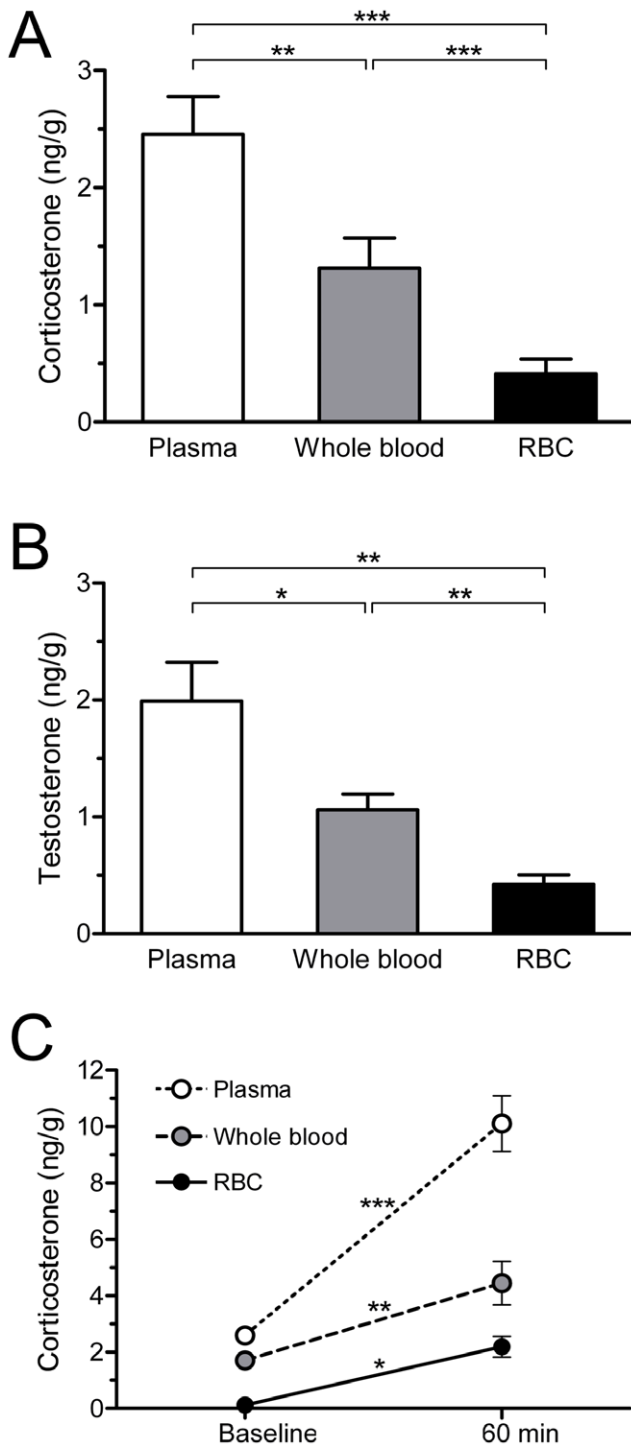 A
***
** ***
Corticosterone (ng/g)
3
2
1
0
Plasma Whole blood RBC
B
**
* **
Testosterone (ng/g)
3
2
1
0
Plasma Whole blood RBC
C
Corticosterone (ng/g)
12
10
8
6
4
2
0
Plasma
Whole blood
RBC
***
**
*
Baseline 60 min